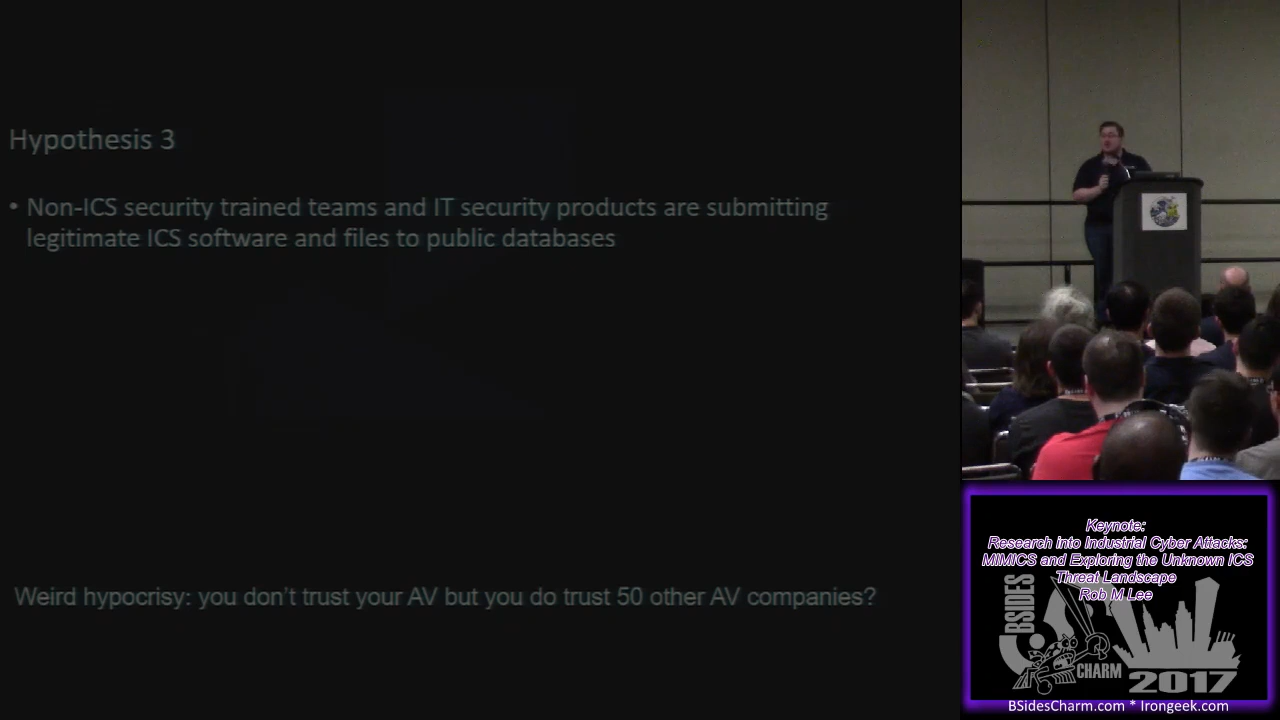 Hypothesis 3
• Non-ICS security trained teams and IT security products are submitting
legitimate ICS software and files to public databases
Weird hypocrisy: you don't trust your AV but you do trust 50 other AV companies?
Keynote:
Research into Industrial Cyber Attacks:
MIMICS and Exploring the Unknown ICS
Threat Landscape
Rob M Lee
BSIDES
CHARM
2017
BSidesCharm.com * Irongeek.com